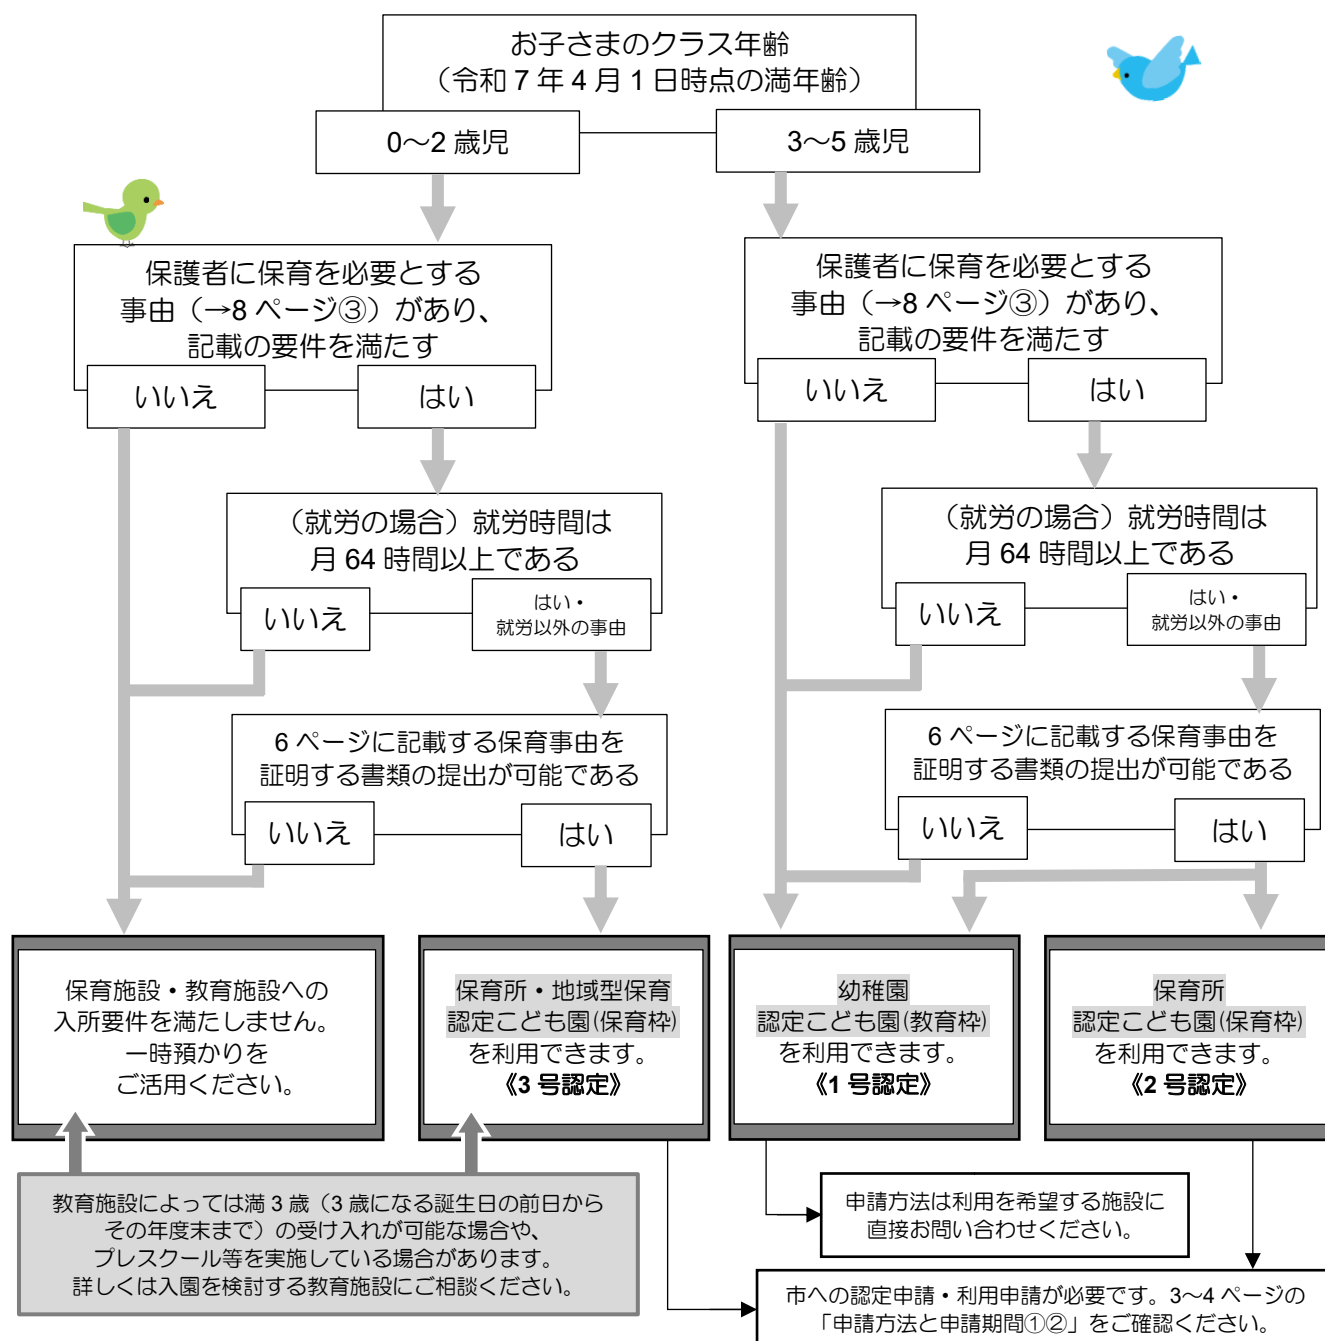 お子さまのクラス年齢
（令和7年4月1日時点の満年齢）
0～2歳児
3～5歳児
保護者に保育を必要とする
事由（→8ページ③）があり、
記載の要件を満たす
いいえ
はい
（就労の場合）就労時間は
月64時間以上である
いいえ
はい・
就労以外の事由
6ページに記載する保育事由を
証明する書類の提出が可能である
いいえ
はい
保護者に保育を必要とする
事由（→8ページ③）があり、
記載の要件を満たす
いいえ
はい
（就労の場合）就労時間は
月64時間以上である
いいえ
はい・
就労以外の事由
6ページに記載する保育事由を
証明する書類の提出が可能である
いいえ
はい
保育施設・教育施設への
入所要件を満たしません。
一時預かりを
ご活用ください。
保育所・地域型保育
認定こども園(保育枠)
を利用できます。
《3号認定》
幼稚園
認定こども園(教育枠)
を利用できます。
《1号認定》
保育所
認定こども園(保育枠)
を利用できます。
《2号認定》
教育施設によっては満3歳（3歳になる誕生日の前日から
その年度末まで）の受け入れが可能な場合や、
プレスクール等を実施している場合があります。
詳しくは入園を検討する教育施設にご相談ください。
申請方法は利用を希望する施設に
直接お問い合わせください。
市への認定申請・利用申請が必要です。3～4ページの
「申請方法と申請期間①②」をご確認ください。